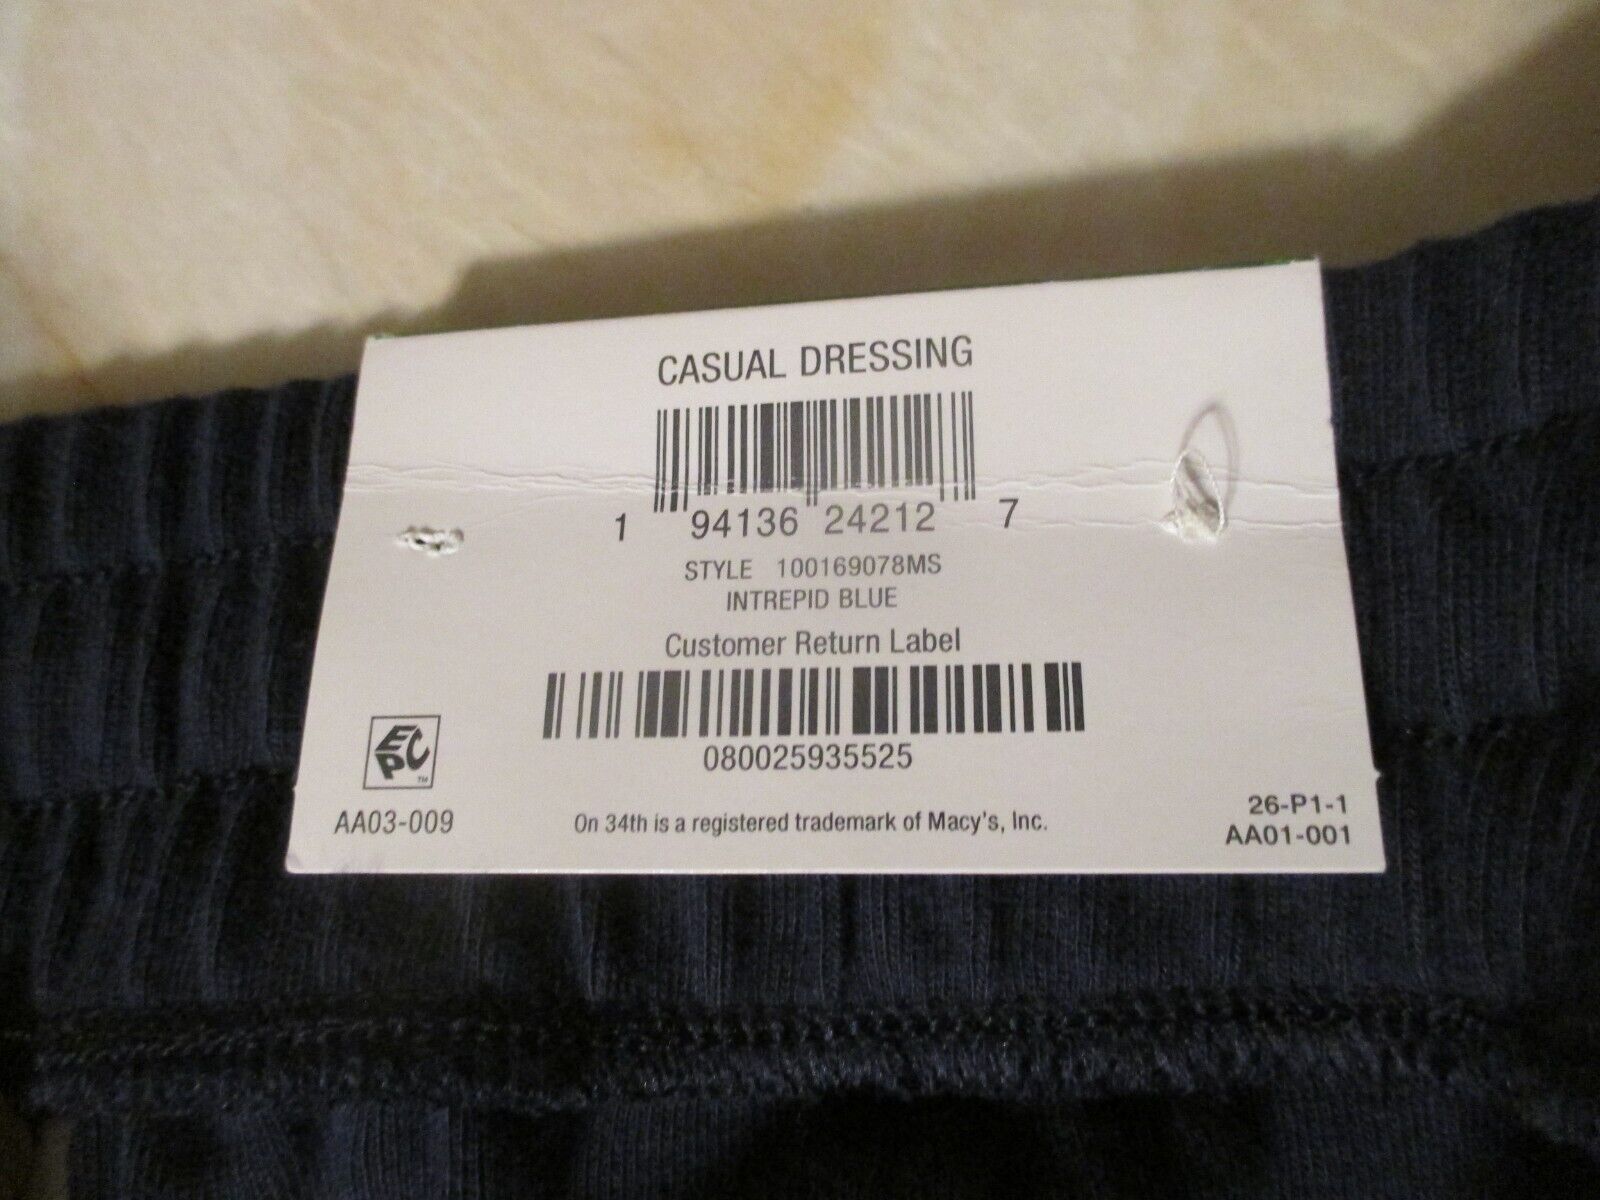 CASUAL DRESSING
1 94136 24212 7
STYLE 100169078MS
INTREPID BLUE
Customer Return Label
080025935525
EPC™
AA03-009
On 34th is a registered trademark of Macy's, Inc.
26-P1-1
AA01-001